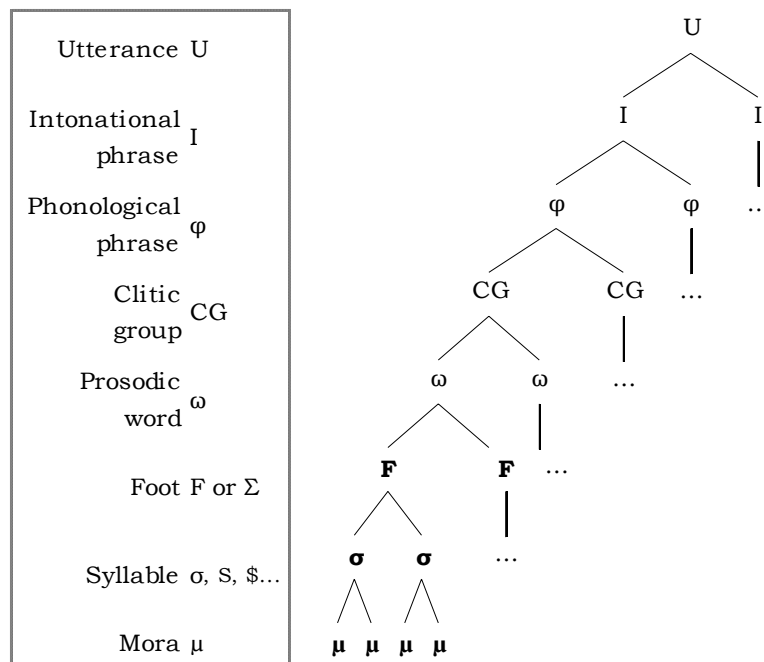 U
Utterance U
I I
Intonational
phrase I
Phonological
phrase φ
φ φ ..
Clitic
group CG
CG CG ...
Prosodic
word ω
ω ω ...
Foot F or Σ
F F ...
Syllable σ, S, $...
σ σ ...
Mora μ
μ μ μ μ